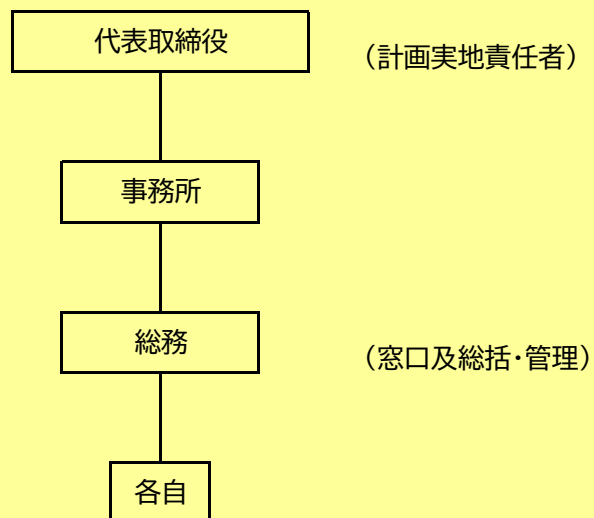 代表取締役
（計画実地責任者）
事務所
総務
（窓口及総括・管理）
各自